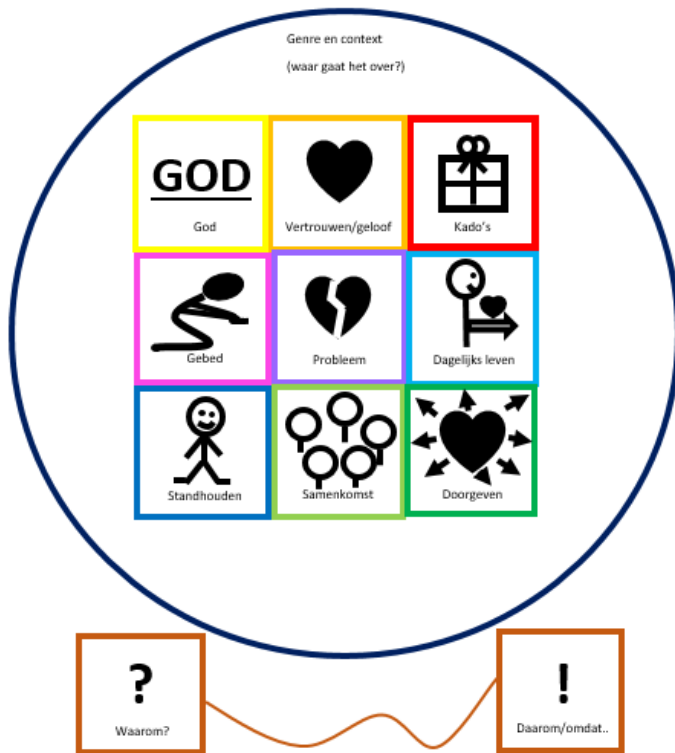 Genre en context
(waar gaat het over?)
GOD
God
Vertrouwen/geloof
Kado's
Gebed
Probleem
Dagelijks leven
Standhouden
Samenkomst
Doorgeven
?
Waarom?
!
Daarom/omdat..